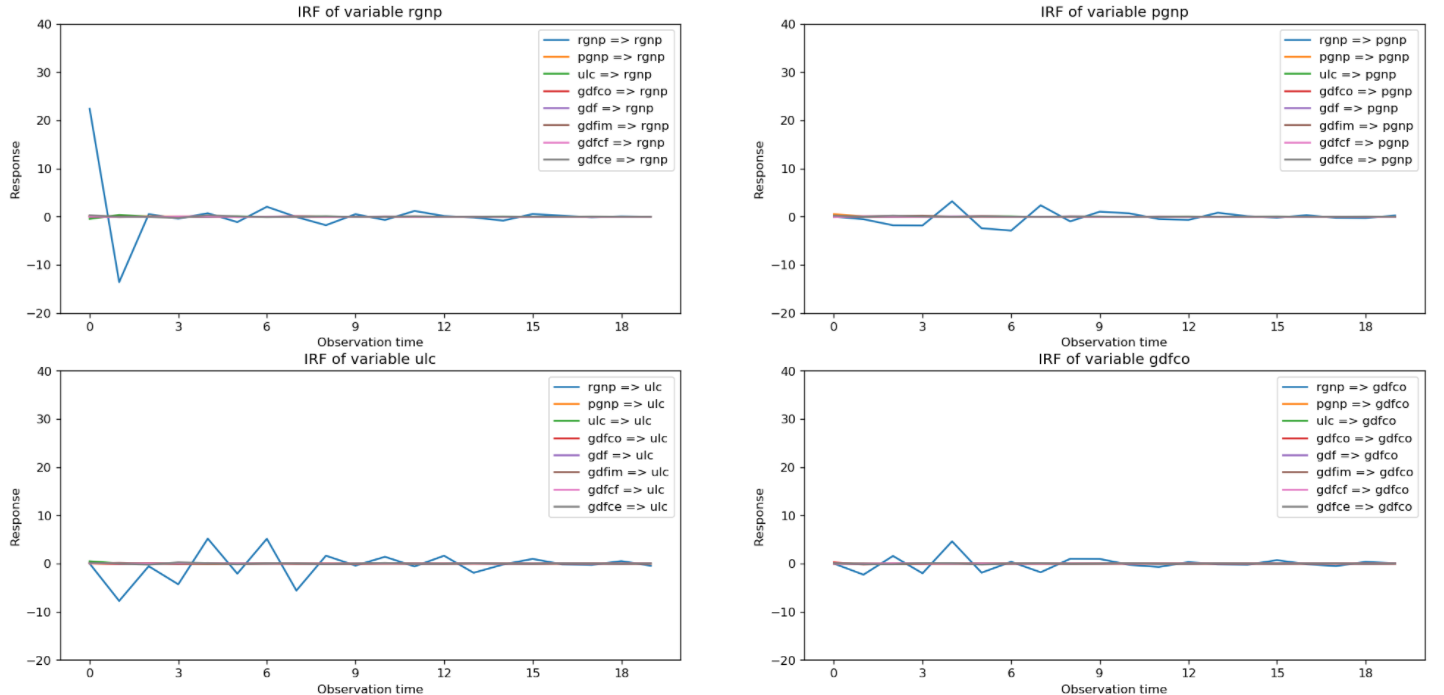 IRF of variable rgnp
40
30
20
10
0
−10
−20
Response
0
3
6
9
12
15
18
Observation time
rgnp => rgnp
pgnp => rgnp
ulc => rgnp
gdfco => rgnp
gdf => rgnp
gdfim => rgnp
gdfcf => rgnp
gdfce => rgnp
IRF of variable pgnp
40
30
20
10
0
−10
−20
Response
0
3
6
9
12
15
18
Observation time
rgnp => pgnp
pgnp => pgnp
ulc => pgnp
gdfco => pgnp
gdf => pgnp
gdfim => pgnp
gdfcf => pgnp
gdfce => pgnp
IRF of variable ulc
40
30
20
10
0
−10
−20
Response
0
3
6
9
12
15
18
Observation time
rgnp => ulc
pgnp => ulc
ulc => ulc
gdfco => ulc
gdf => ulc
gdfim => ulc
gdfcf => ulc
gdfce => ulc
IRF of variable gdfco
40
30
20
10
0
−10
−20
Response
0
3
6
9
12
15
18
Observation time
rgnp => gdfco
pgnp => gdfco
ulc => gdfco
gdfco => gdfco
gdf => gdfco
gdfim => gdfco
gdfcf => gdfco
gdfce => gdfco